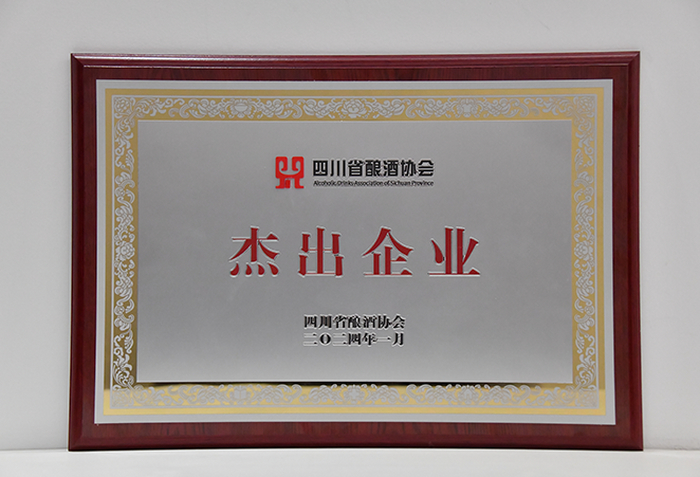 四川省酿酒协会
Alcoholic Drinks Association of Sichuan Province
杰出企业
四川省酿酒协会
二〇二四年一月